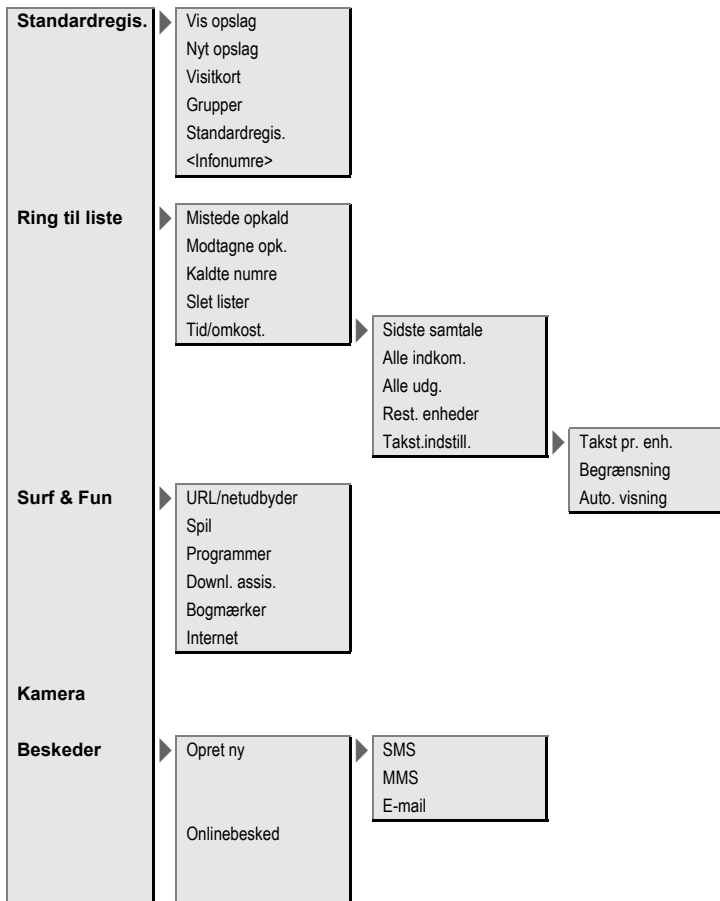 Standardregis.
Vis opslag
Nyt opslag
Visitkort
Grupper
Standardregis.
<Infonumre>
Ring til liste
Mistede opkald
Modtagne opk.
Kaldte numre
Slet lister
Tid/omkost.
Sidste samtale
Alle indkom.
Alle udg.
Rest. enheder
Takst.indstill.
Takst pr. enh.
Begrænsning
Auto. visning
Surf & Fun
URL/netudbyder
Spil
Programmer
Downl. assis.
Bogmærker
Internet
Kamera
Beskeder
Opret ny
SMS
MMS
E-mail
Onlinebesked